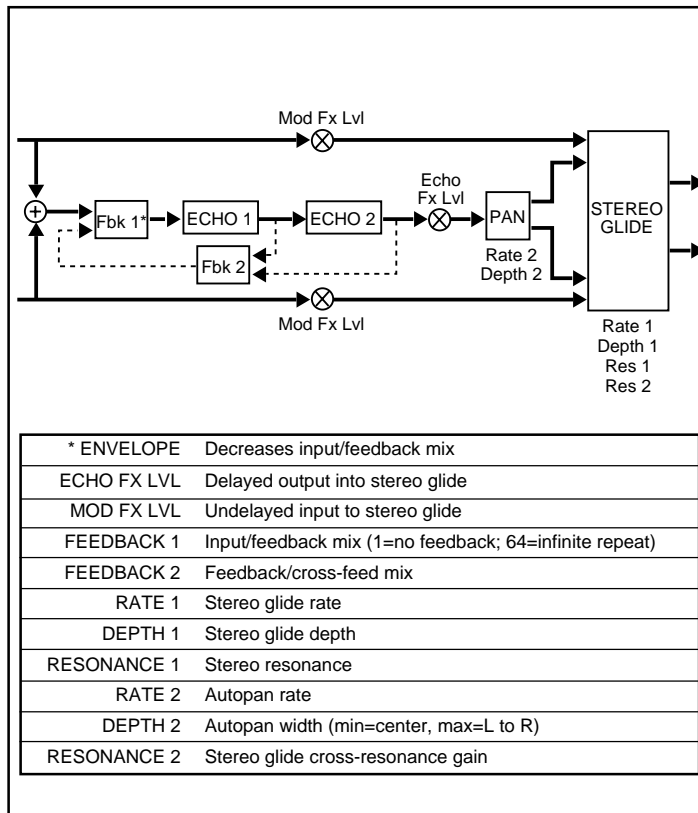 Mod Fx Lvl
Echo
Fx Lvl
+
Fbk 1*
ECHO 1
ECHO 2
PAN
STEREO
GLIDE
Fbk 2
Rate 2
Depth 2
Mod Fx Lvl
Rate 1
Depth 1
Res 1
Res 2
* ENVELOPE Decreases input/feedback mix
ECHO FX LVL Delayed output into stereo glide
MOD FX LVL Undelayed input to stereo glide
FEEDBACK 1 Input/feedback mix (1=no feedback; 64=infinite repeat)
FEEDBACK 2 Feedback/cross-feed mix
RATE 1 Stereo glide rate
DEPTH 1 Stereo glide depth
RESONANCE 1 Stereo resonance
RATE 2 Autopan rate
DEPTH 2 Autopan width (min=center, max=L to R)
RESONANCE 2 Stereo glide cross-resonance gain